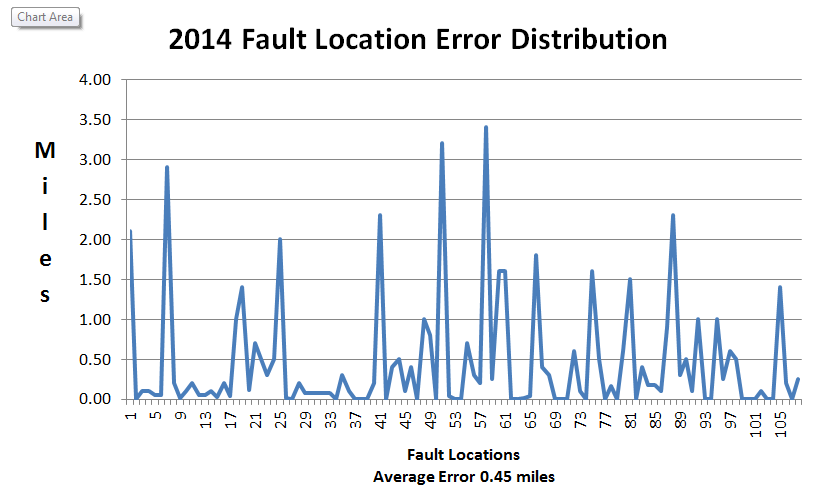 Chart Area
2014 Fault Location Error Distribution
Miles
4.00
3.50
3.00
2.50
2.00
1.50
1.00
0.50
0.00
1 5 9 13 17 21 25 29 33 37 41 45 49 53 57 61 65 69 73 77 81 85 89 93 97 101 105
Fault Locations
Average Error 0.45 miles